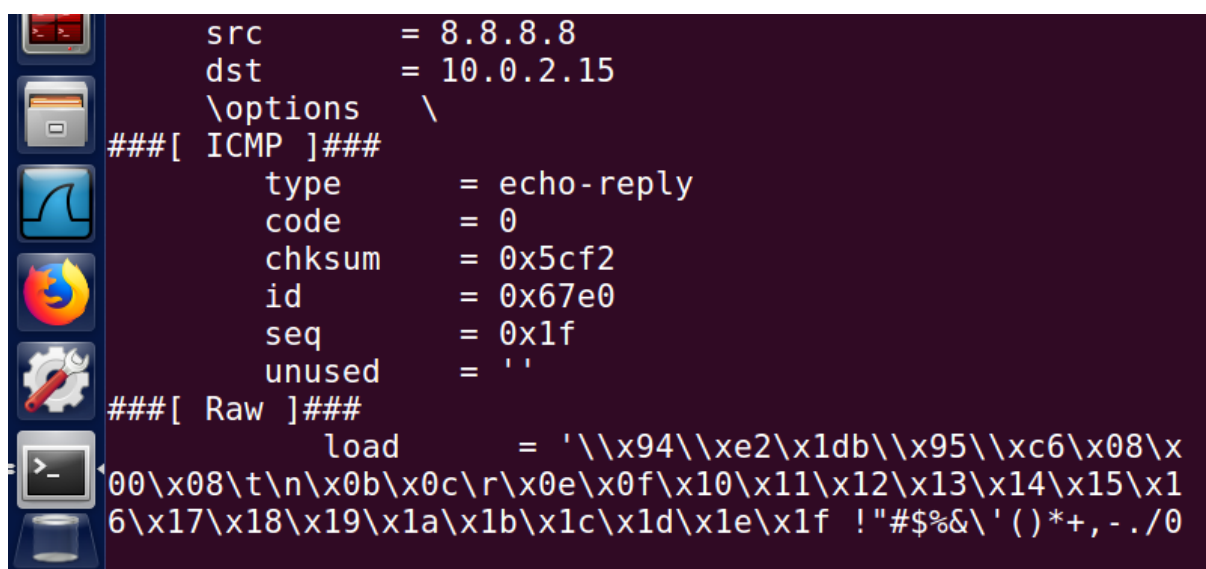 src = 8.8.8.8
dst = 10.0.2.15
\options \
###[ ICMP ]###
type = echo-reply
code = 0
chksum = 0x5cf2
id = 0x67e0
seq = 0x1f
unused = ''
###[ Raw ]###
load = '\\x94\\xe2\x1db\\x95\\xc6\x08\x
00\x08\t\n\x0b\x0c\r\x0e\x0f\x10\x11\x12\x13\x14\x15\x1
6\x17\x18\x19\x1a\x1b\x1c\x1d\x1e\x1f !"#$%&\'()*+,-./0